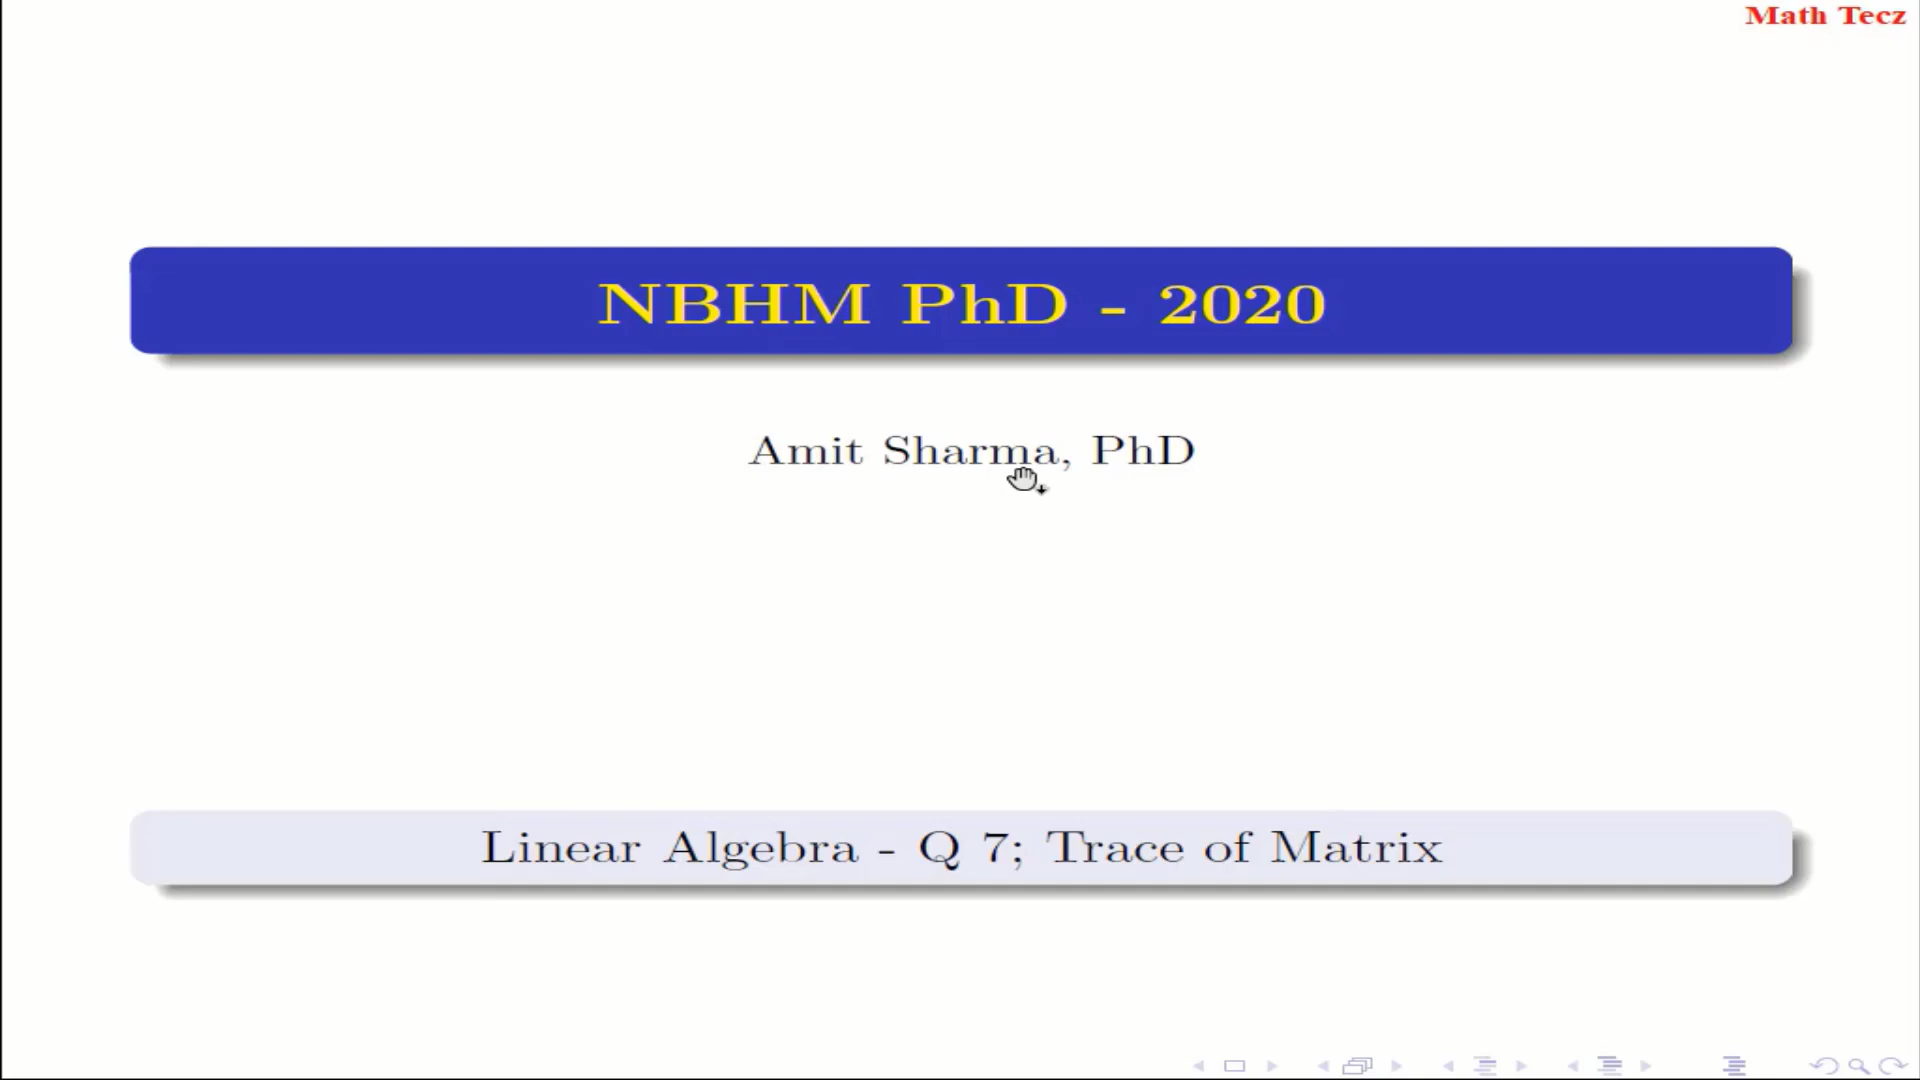 Math Tecz
NBHM PhD - 2020
Amit Sharma, PhD
Linear Algebra - Q 7; Trace of Matrix